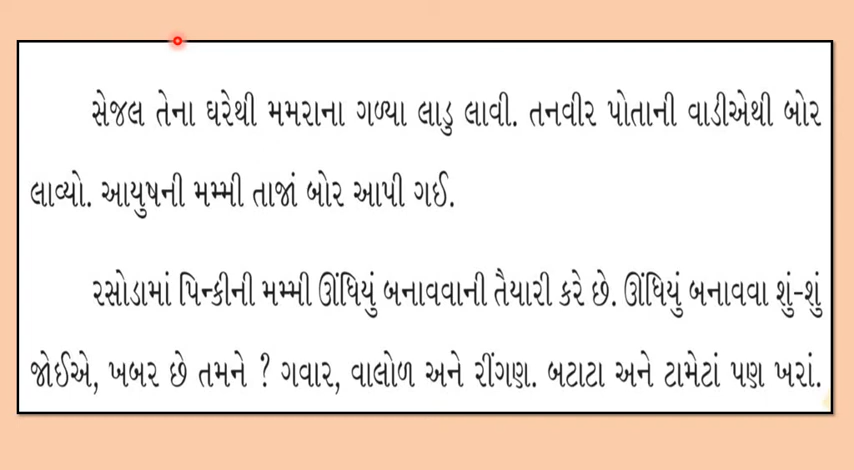 સેજલ તેના ઘરેથી મમરાના ગળ્યા લાડુ લાવી. તનવીર પોતાની વાડીએથી બોર
લાવ્યો. આયુષની મમ્મી તાજાં બોર આપી ગઈ.
રસોડામાં પિન્કીની મમ્મી ઊંધિયું બનાવવાની તૈયારી કરે છે. ઊંધિયું બનાવવા શું-શું
જોઈએ, ખબર છે તમને ? ગવાર, વાલોળ અને રીંગણ. બટાટા અને ટામેટાં પણ ખરાં.